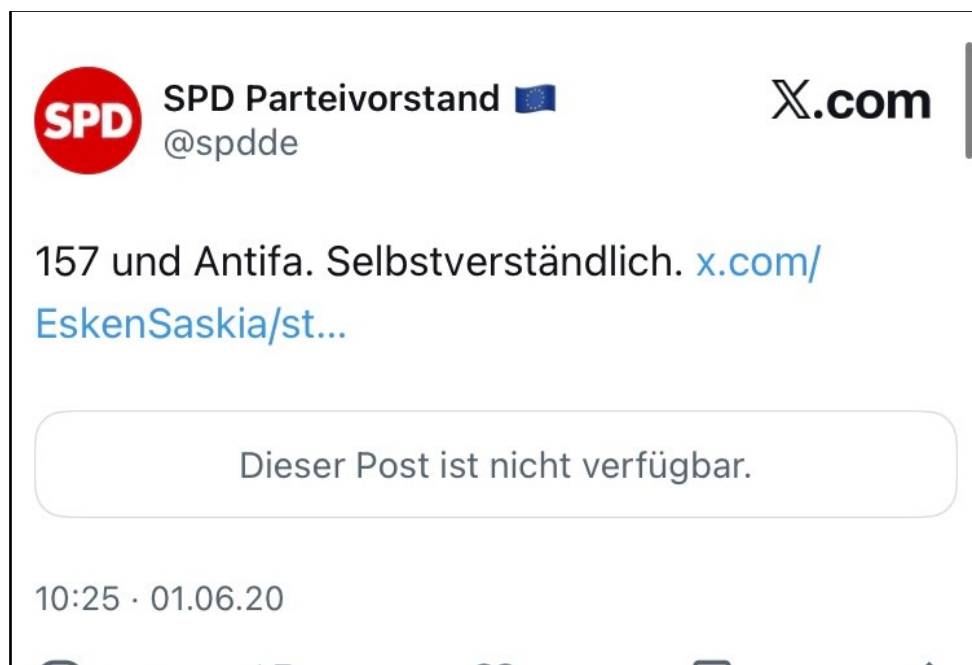 SPD
SPD Parteivorstand 🇪🇺
@spdde
𝕏.com
157 und Antifa. Selbstverständlich. x.com/
EskenSaskia/st...
Dieser Post ist nicht verfügbar.
10:25 · 01.06.20